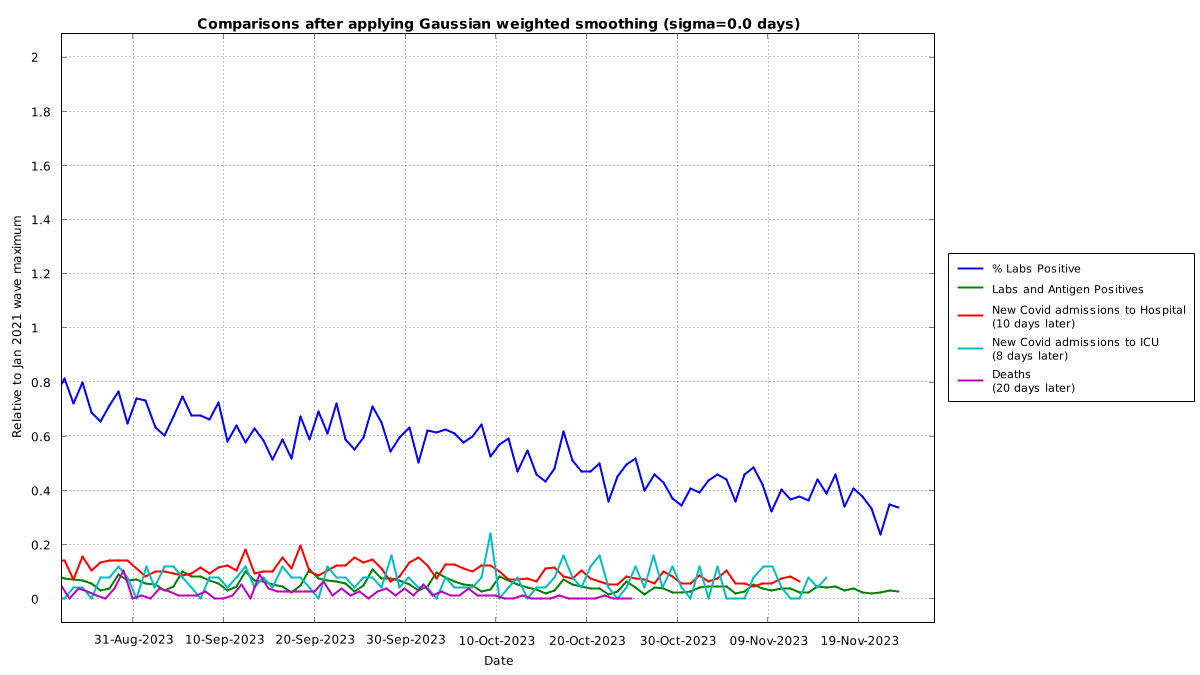 Comparisons after applying Gaussian weighted smoothing (sigma=0.0 days)
Relative to Jan 2021 wave maximum
2
1.8
1.6
1.4
1.2
1
0.8
0.6
0.4
0.2
0
31-Aug-2023 10-Sep-2023 20-Sep-2023 30-Sep-2023 10-Oct-2023 20-Oct-2023 30-Oct-2023 09-Nov-2023 19-Nov-2023
Date
% Labs Positive
Labs and Antigen Positives
New Covid admissions to Hospital
(10 days later)
New Covid admissions to ICU
(8 days later)
Deaths
(20 days later)